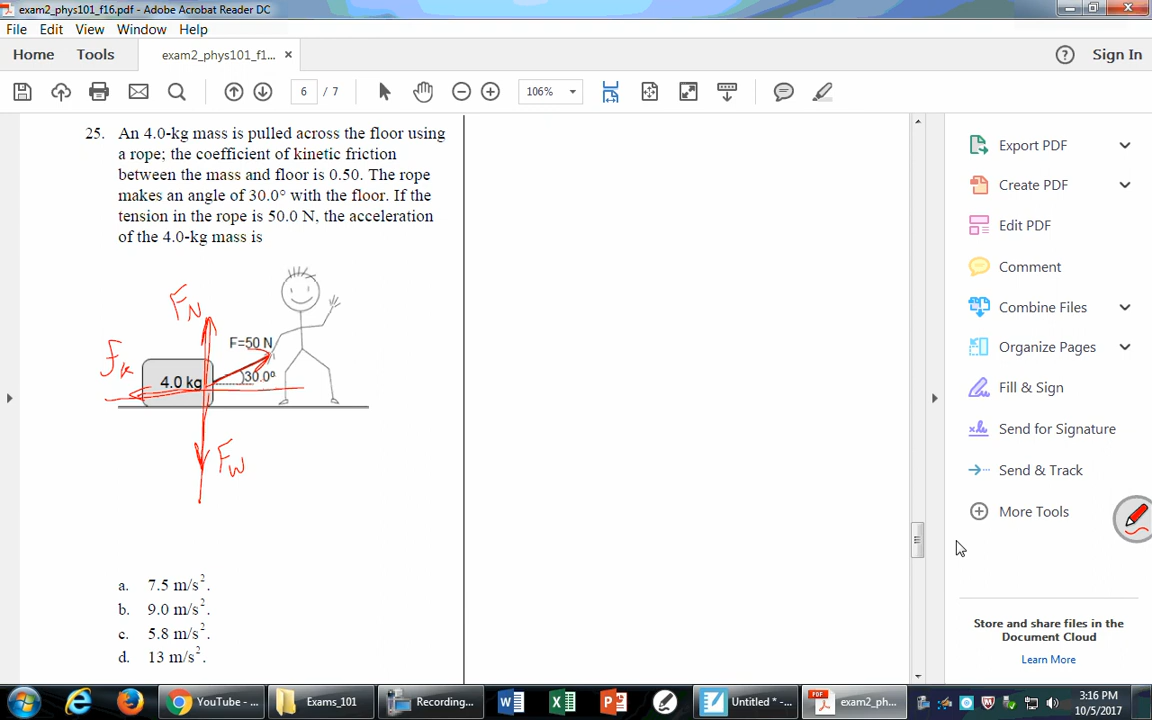 exam2_phys101_f16.pdf - Adobe Acrobat Reader DC
File Edit View Window Help
Home Tools exam2_phys101_f1... × Sign In
6 / 7 106%
25. An 4.0-kg mass is pulled across the floor using
a rope; the coefficient of kinetic friction
between the mass and floor is 0.50. The rope
makes an angle of 30.0° with the floor. If the
tension in the rope is 50.0 N, the acceleration
of the 4.0-kg mass is
FN
F=50 N
fk
4.0 kg
30.0º
FW
a. 7.5 m/s².
b. 9.0 m/s².
c. 5.8 m/s².
d. 13 m/s².
Export PDF
Create PDF
Edit PDF
Comment
Combine Files
Organize Pages
Fill & Sign
Send for Signature
Send & Track
More Tools
Store and share files in the
Document Cloud
Learn More
YouTube - ... Exams_101 Recording... Untitled * -... exam2_ph...
3:16 PM
10/5/2017